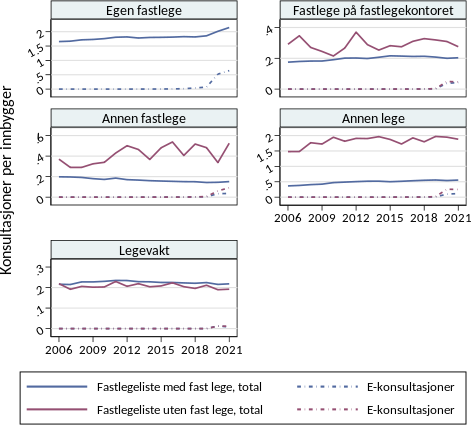 Konsultasjoner per innbygger
Egen fastlege
2
1.5
1
.5
0
Fastlege på fastlegekontoret
.4
.2
0
Annen fastlege
.6
.4
.2
0
Annen lege
2
1.5
1
.5
0
2006 2009 2012 2015 2018 2021
Legevakt
.3
.2
.1
0
2006 2009 2012 2015 2018 2021
Fastlegeliste med fast lege, total E-konsultasjoner
Fastlegeliste uten fast lege, total E-konsultasjoner